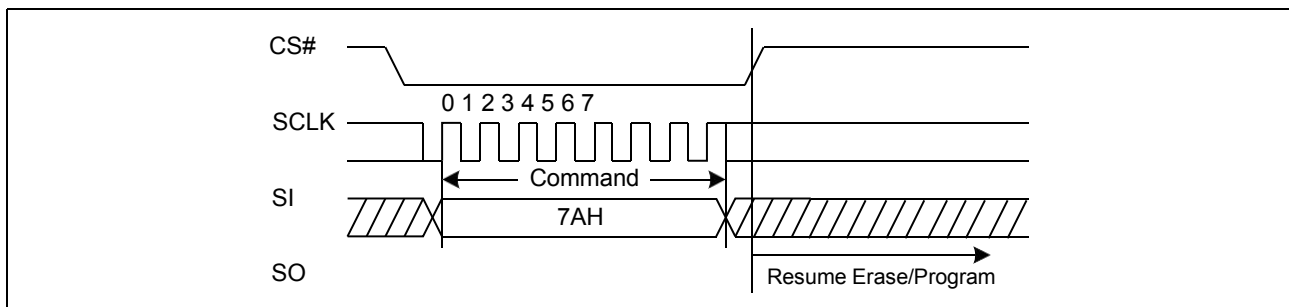 CS#
0 1 2 3 4 5 6 7
SCLK
Command
SI
7AH
SO
Resume Erase/Program